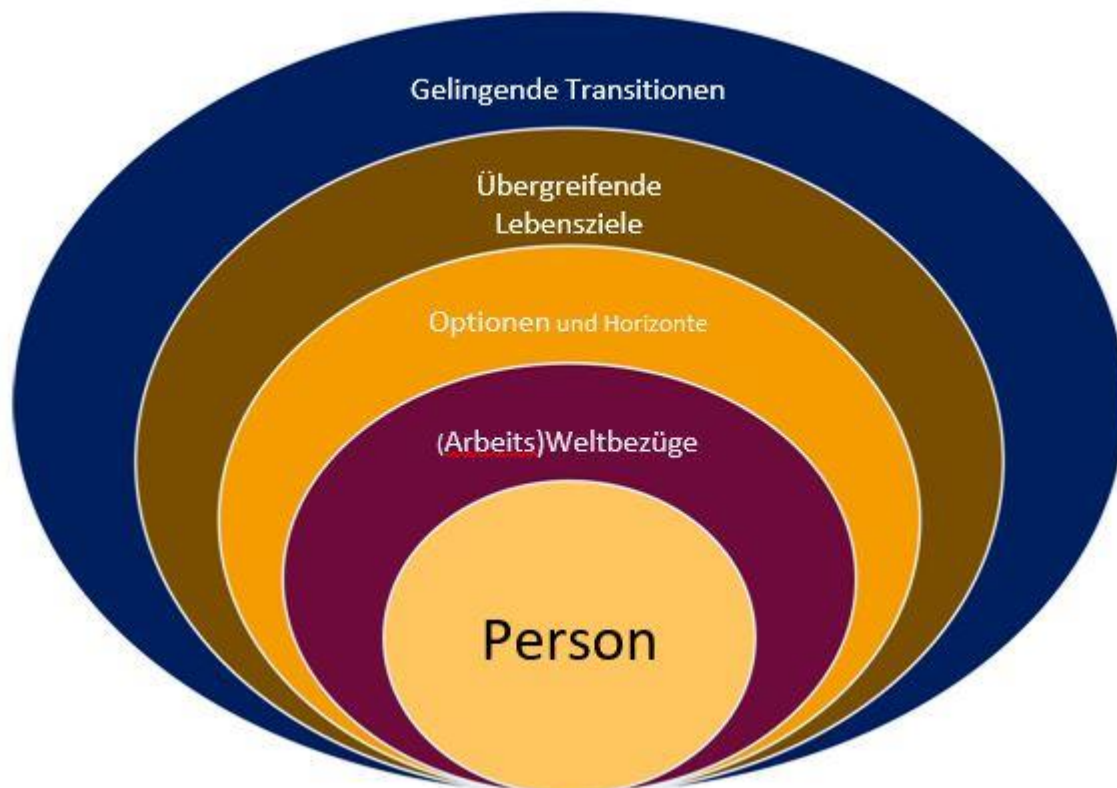 Gelingende Transitionen
Übergreifende
Lebensziele
Optionen und Horizonte
(Arbeits)Weltbezüge
Person